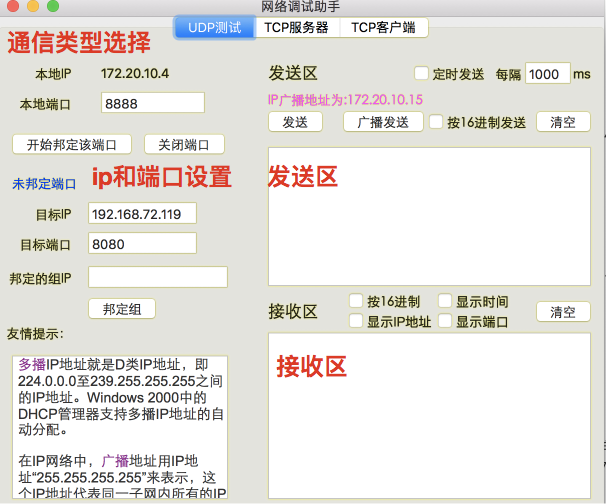 网络调试助手
UDP测试 TCP服务器 TCP客户端
通信类型选择
本地IP 172.20.10.4
本地端口 8888
开始邦定该端口 关闭端口
未邦定端口
ip和端口设置
目标IP 192.168.72.119
目标端口 8080
邦定的组IP
邦定组
友情提示:
多播IP地址就是D类IP地址，即
224.0.0.0至239.255.255.255之间
的IP地址。Windows 2000中的
DHCP管理器支持多播IP地址的自
动分配。
在IP网络中，广播地址用IP地
址“255.255.255.255”来表示，这
个IP地址代表同一子网内所有的IP
发送区 定时发送 每隔 1000 ms
IP广播地址为:172.20.10.15
发送 广播发送 按16进制发送 清空
发送区
接收区 按16进制 显示时间 清空
显示IP地址 显示端口
接收区